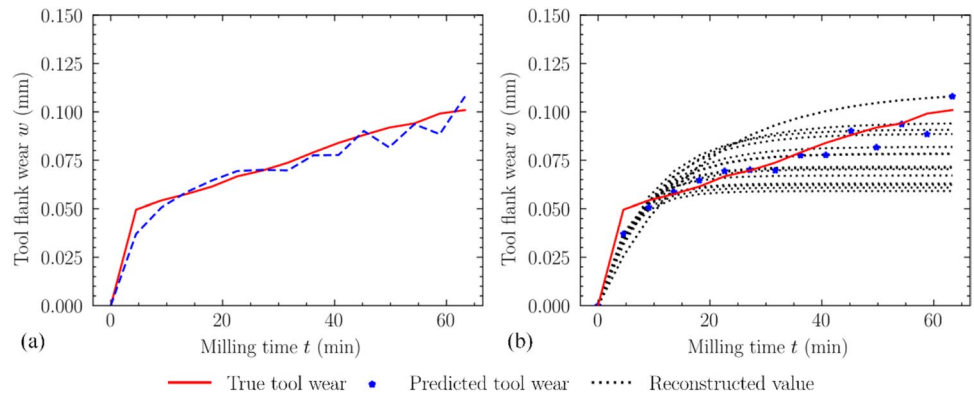 0.150
0.125
0.100
0.075
0.050
0.025
0.000
Tool flank wear w (mm)
0 20 40 60
Milling time t (min)
(a)
0.150
0.125
0.100
0.075
0.050
0.025
0.000
Tool flank wear w (mm)
0 20 40 60
Milling time t (min)
(b)
True tool wear Predicted tool wear Reconstructed value